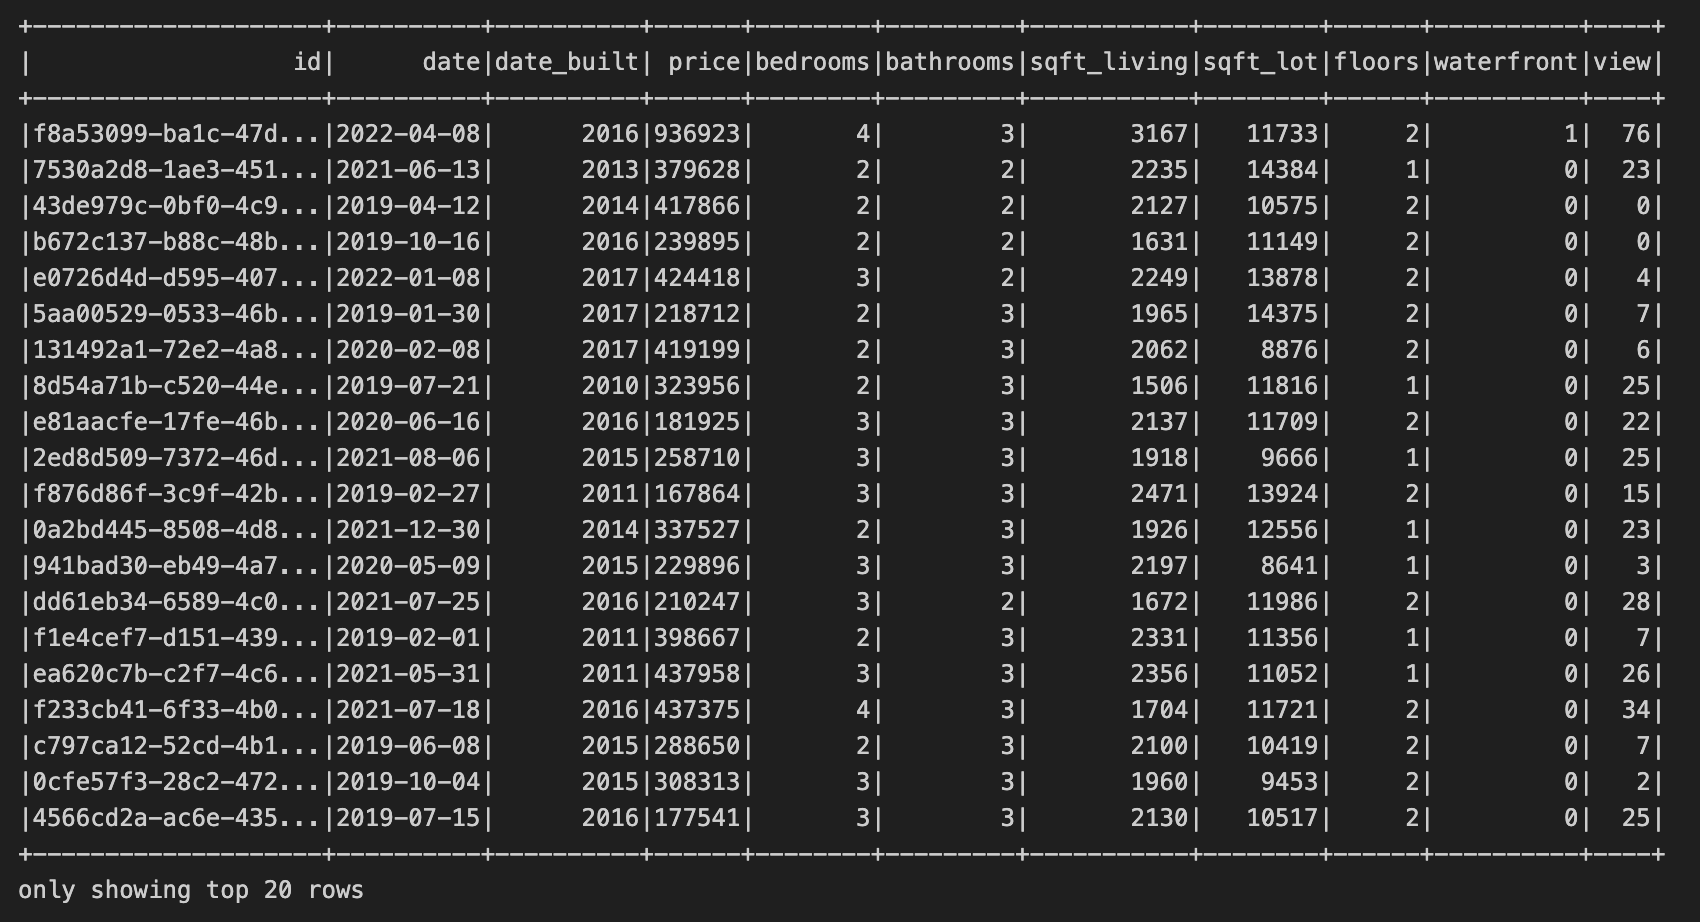 +--------------------+----------+----------+------+--------+---------+-----------+--------+------+----------+----+
|                  id|      date|date_built| price|bedrooms|bathrooms|sqft_living|sqft_lot|floors|waterfront|view|
+--------------------+----------+----------+------+--------+---------+-----------+--------+------+----------+----+
|f8a53099-ba1c-47d...|2022-04-08|      2016|936923|       4|        3|       3167|   11733|     2|         1|  76|
|7530a2d8-1ae3-451...|2021-06-13|      2013|379628|       2|        2|       2235|   14384|     1|         0|  23|
|43de979c-0bf0-4c9...|2019-04-12|      2014|417866|       2|        2|       2127|   10575|     2|         0|   0|
|b672c137-b88c-48b...|2019-10-16|      2016|239895|       2|        2|       1631|   11149|     2|         0|   0|
|e0726d4d-d595-407...|2022-01-08|      2017|424418|       3|        2|       2249|   13878|     2|         0|   4|
|5aa00529-0533-46b...|2019-01-30|      2017|218712|       2|        3|       1965|   14375|     2|         0|   7|
|131492a1-72e2-4a8...|2020-02-08|      2017|419199|       2|        3|       2062|    8876|     2|         0|   6|
|8d54a71b-c520-44e...|2019-07-21|      2010|323956|       2|        3|       1506|   11816|     1|         0|  25|
|e81aacfe-17fe-46b...|2020-06-16|      2016|181925|       3|        3|       2137|   11709|     2|         0|  22|
|2ed8d509-7372-46d...|2021-08-06|      2015|258710|       3|        3|       1918|    9666|     1|         0|  25|
|f876d86f-3c9f-42b...|2019-02-27|      2011|167864|       3|        3|       2471|   13924|     2|         0|  15|
|0a2bd445-8508-4d8...|2021-12-30|      2014|337527|       2|        3|       1926|   12556|     1|         0|  23|
|941bad30-eb49-4a7...|2020-05-09|      2015|229896|       3|        3|       2197|    8641|     1|         0|   3|
|dd61eb34-6589-4c0...|2021-07-25|      2016|210247|       3|        2|       1672|   11986|     2|         0|  28|
|f1e4cef7-d151-439...|2019-02-01|      2011|398667|       2|        3|       2331|   11356|     1|         0|   7|
|ea620c7b-c2f7-4c6...|2021-05-31|      2011|437958|       3|        3|       2356|   11052|     1|         0|  26|
|f233cb41-6f33-4b0...|2021-07-18|      2016|437375|       4|        3|       1704|   11721|     2|         0|  34|
|c797ca12-52cd-4b1...|2019-06-08|      2015|288650|       2|        3|       2100|   10419|     2|         0|   7|
|0cfe57f3-28c2-472...|2019-10-04|      2015|308313|       3|        3|       1960|    9453|     2|         0|   2|
|4566cd2a-ac6e-435...|2019-07-15|      2016|177541|       3|        3|       2130|   10517|     2|         0|  25|
+--------------------+----------+----------+------+--------+---------+-----------+--------+------+----------+----+
only showing top 20 rows